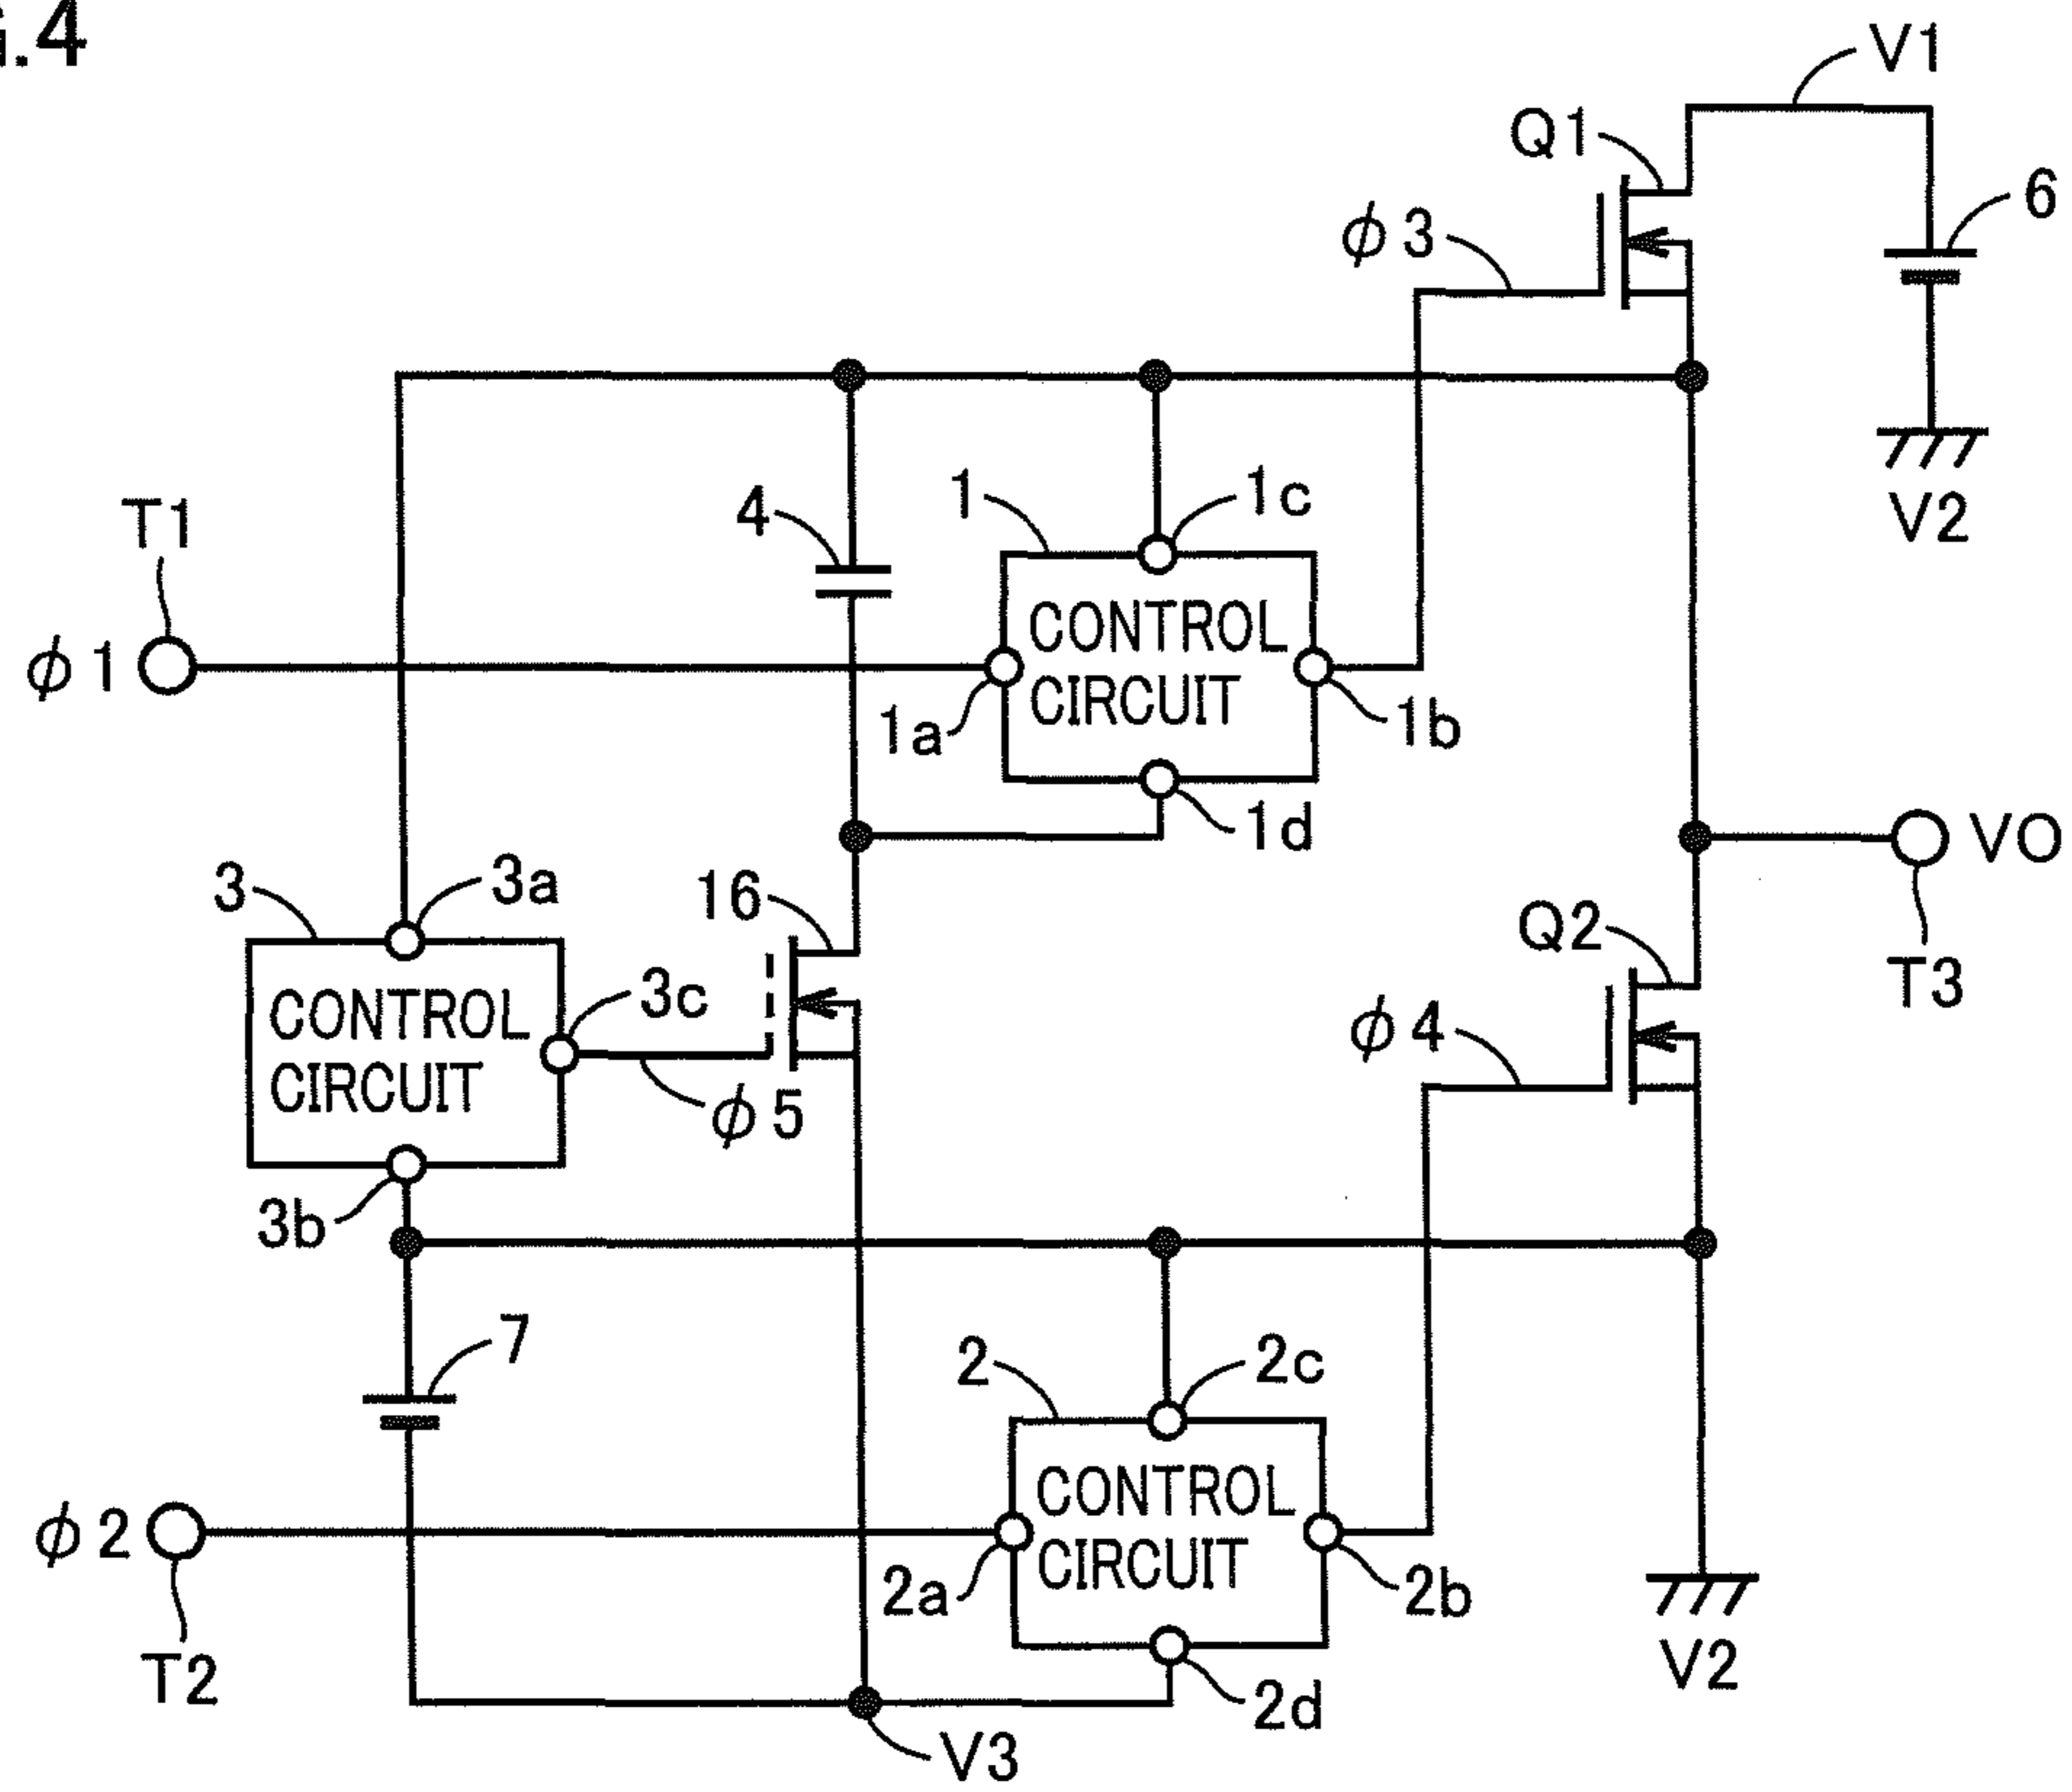 .4
V1
Q1
6
ϕ3
V2
T1
4
1
1c
ϕ1
CONTROL
CIRCUIT
1a
1b
1d
VO
T3
3
3a
16
Q2
3c
CONTROL
CIRCUIT
ϕ4
ϕ5
3b
7
2
2c
ϕ2
CONTROL
CIRCUIT
2a
2b
T2
2d
V2
V3